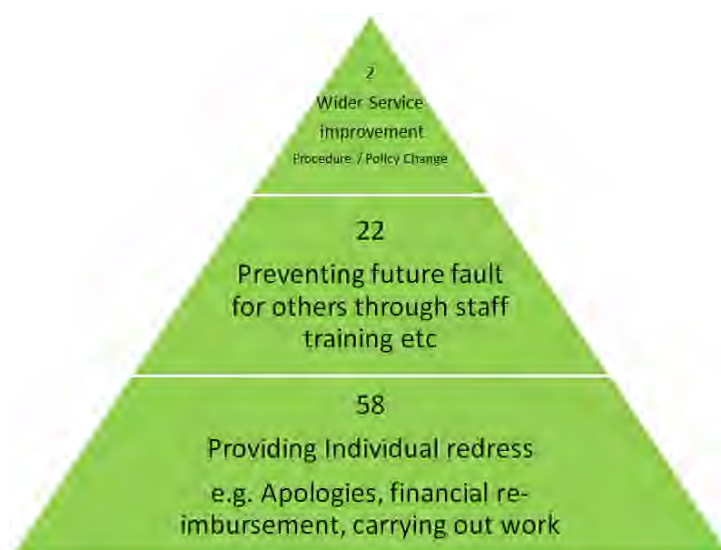 2
Wider Service
improvement
Procedure / Policy Change
22
Preventing future fault
for others through staff
training etc
58
Providing Individual redress
e.g. Apologies, financial re-
imbursement, carrying out work